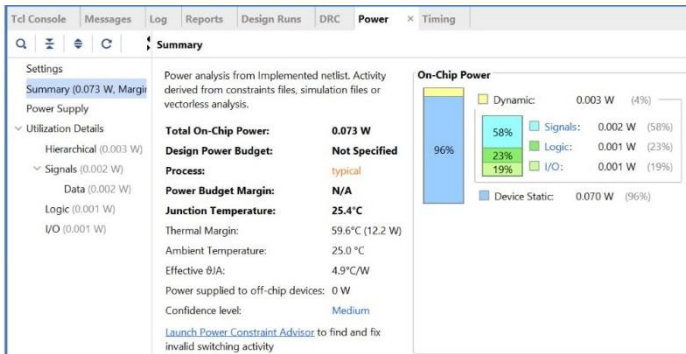 Tcl Console Messages Log Reports Design Runs DRC Power × Timing
Summary
Settings
Summary (0.073 W, Margin
Power Supply
Utilization Details
Hierarchical (0.003 W)
Signals (0.002 W)
Data (0.002 W)
Logic (0.001 W)
I/O (0.001 W)
Power analysis from Implemented netlist. Activity
derived from constraints files, simulation files or
vectorless analysis.
Total On-Chip Power: 0.073 W
Design Power Budget: Not Specified
Process: typical
Power Budget Margin: N/A
Junction Temperature: 25.4°C
Thermal Margin: 59.6°C (12.2 W)
Ambient Temperature: 25.0 °C
Effective θJA: 4.9°C/W
Power supplied to off-chip devices: 0 W
Confidence level: Medium
Launch Power Constraint Advisor to find and fix
invalid switching activity
On-Chip Power
Dynamic: 0.003 W (4%)
58% Signals: 0.002 W (58%)
23% Logic: 0.001 W (23%)
19% I/O: 0.001 W (19%)
96%
Device Static: 0.070 W (96%)